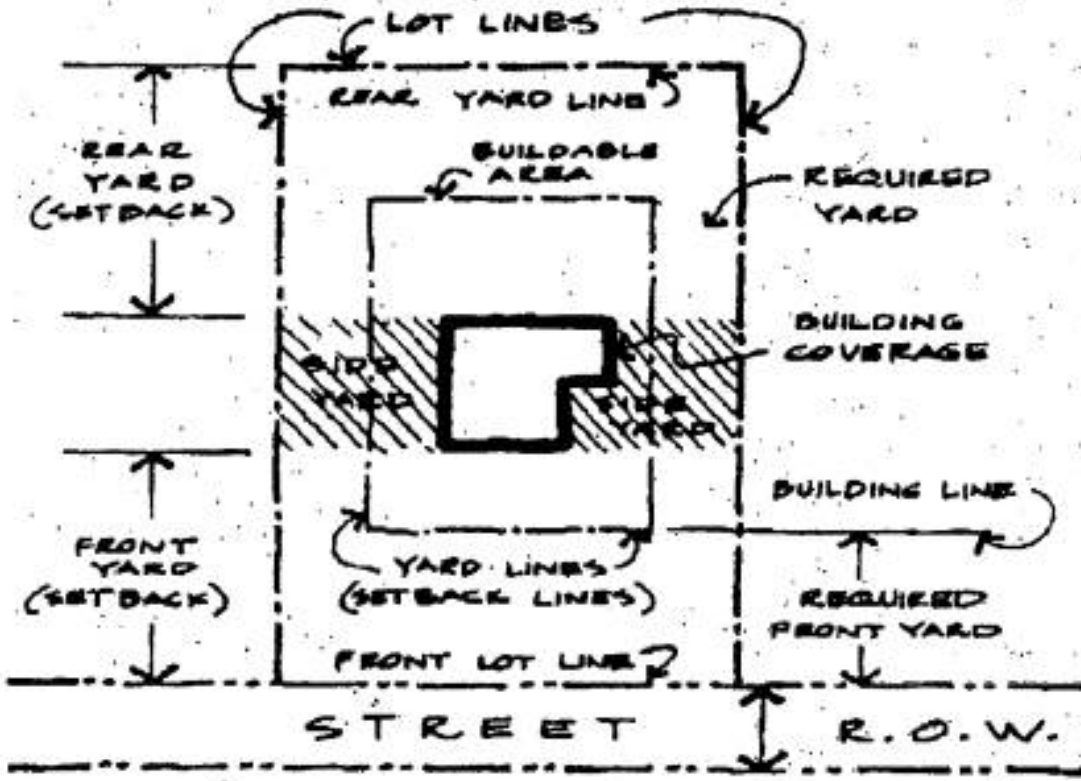 LOT LINES
REAR YARD LINE
REAR
YARD
(SETBACK)
BUILDABLE
AREA
REQUIRED
YARD
BUILDING
COVERAGE
SIDE
YARD
SIDE
YARD
BUILDING LINE
FRONT
YARD
(SETBACK)
YARD LINES
(SETBACK LINES)
REQUIRED
FRONT YARD
FRONT LOT LINE
STREET R.O.W.